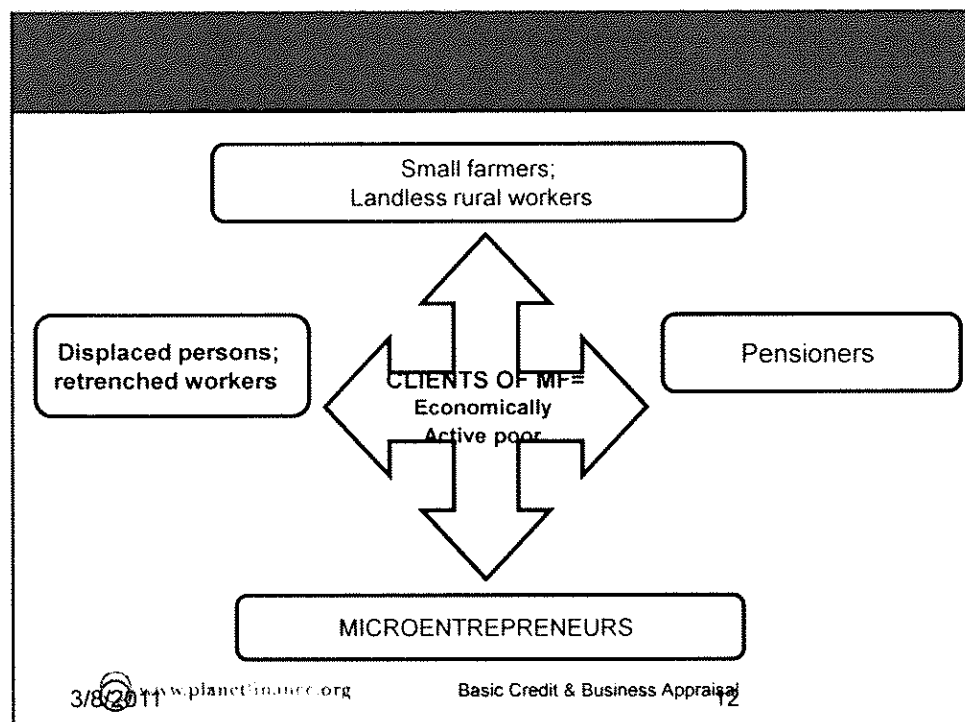 Small farmers;
Landless rural workers
Displaced persons;
retrenched workers
CLIENTS OF MF=
Economically
Active poor
Pensioners
MICROENTREPRENEURS
3/8/2011
www.planetfinance.org
Basic Credit & Business Appraisal
12